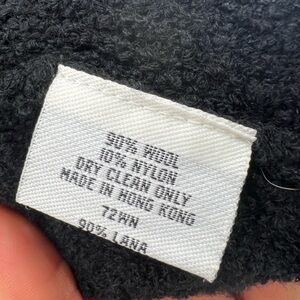 90% WOOL
10% NYLON
DRY CLEAN ONLY
MADE IN HONG KONG
72WN
90% LANA